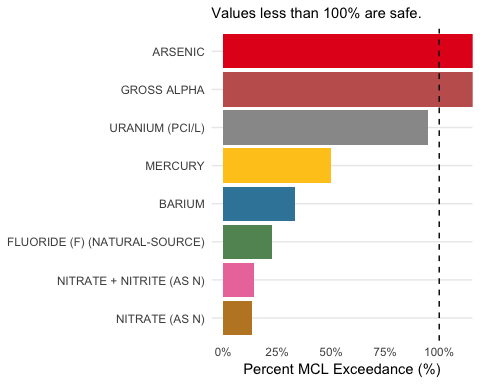 Values less than 100% are safe.
ARSENIC
GROSS ALPHA
URANIUM (PCI/L)
MERCURY
BARIUM
FLUORIDE (F) (NATURAL-SOURCE)
NITRATE + NITRITE (AS N)
NITRATE (AS N)
0% 25% 50% 75% 100%
Percent MCL Exceedance (%)